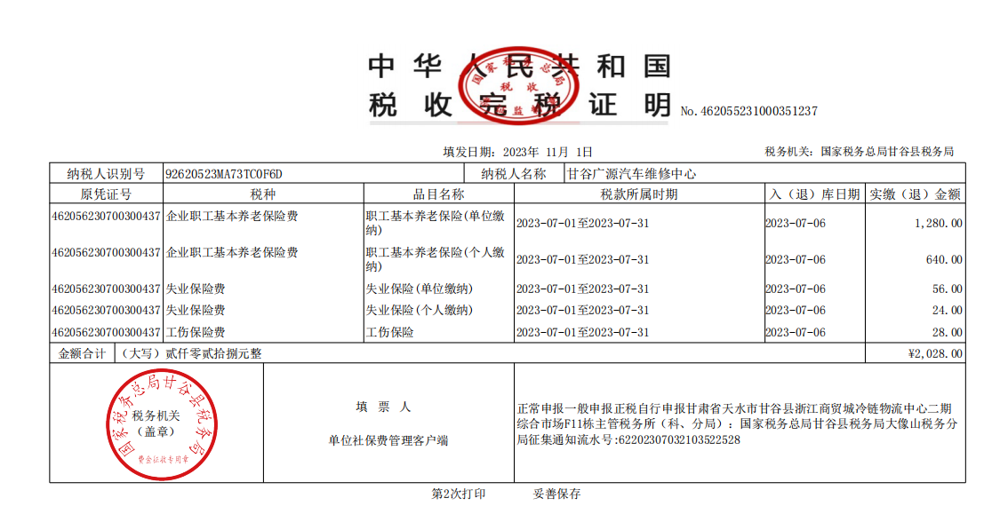 中华人民共和国
税收完税证明
No.462055231000351237
国家税务总局
税收
监制
填发日期: 2023年 11月 1日
税务机关: 国家税务总局甘谷县税务局
纳税人识别号 92620523MA73TC0F6D 纳税人名称 甘谷广源汽车维修中心
原凭证号 税种 品目名称 税款所属时期 入（退）库日期 实缴（退）金额
462056230700300437 企业职工基本养老保险费 职工基本养老保险(单位缴
纳) 2023-07-01至2023-07-31 2023-07-06 1,280.00
462056230700300437 企业职工基本养老保险费 职工基本养老保险(个人缴
纳) 2023-07-01至2023-07-31 2023-07-06 640.00
462056230700300437 失业保险费 失业保险(单位缴纳) 2023-07-01至2023-07-31 2023-07-06 56.00
462056230700300437 失业保险费 失业保险(个人缴纳) 2023-07-01至2023-07-31 2023-07-06 24.00
462056230700300437 工伤保险费 工伤保险 2023-07-01至2023-07-31 2023-07-06 28.00
金额合计 （大写）贰仟零贰拾捌元整 ¥2,028.00
国家税务总局甘谷县税务局
税务机关
（盖章）
费金征收专用章
填 票 人
单位社保费管理客户端
正常申报一般申报正税自行申报甘肃省天水市甘谷县浙江商贸城冷链物流中心二期
综合市场F11栋主管税务所（科、分局）: 国家税务总局甘谷县税务局大像山税务分
局征集通知流水号:62202307032103522528
第2次打印 妥善保存